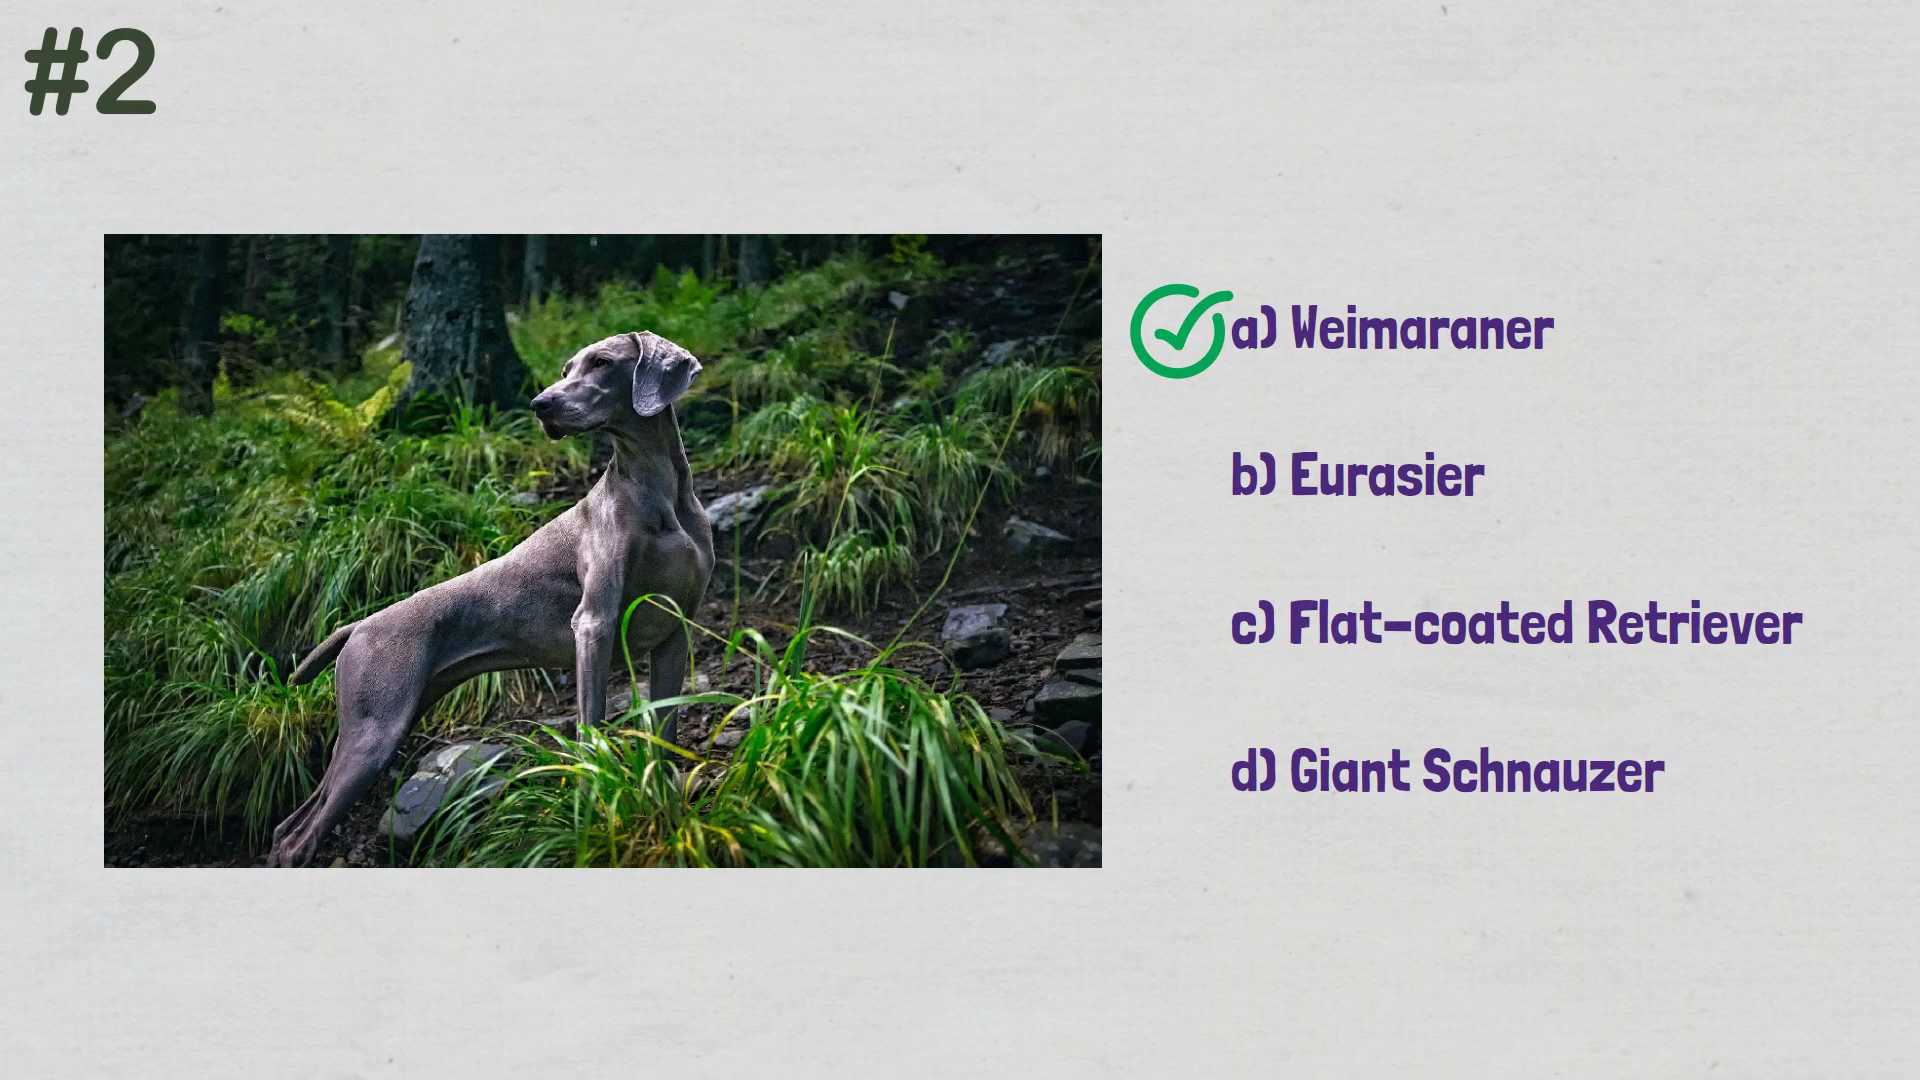 #2
a) Weimaraner
b) Eurasier
c) Flat-coated Retriever
d) Giant Schnauzer